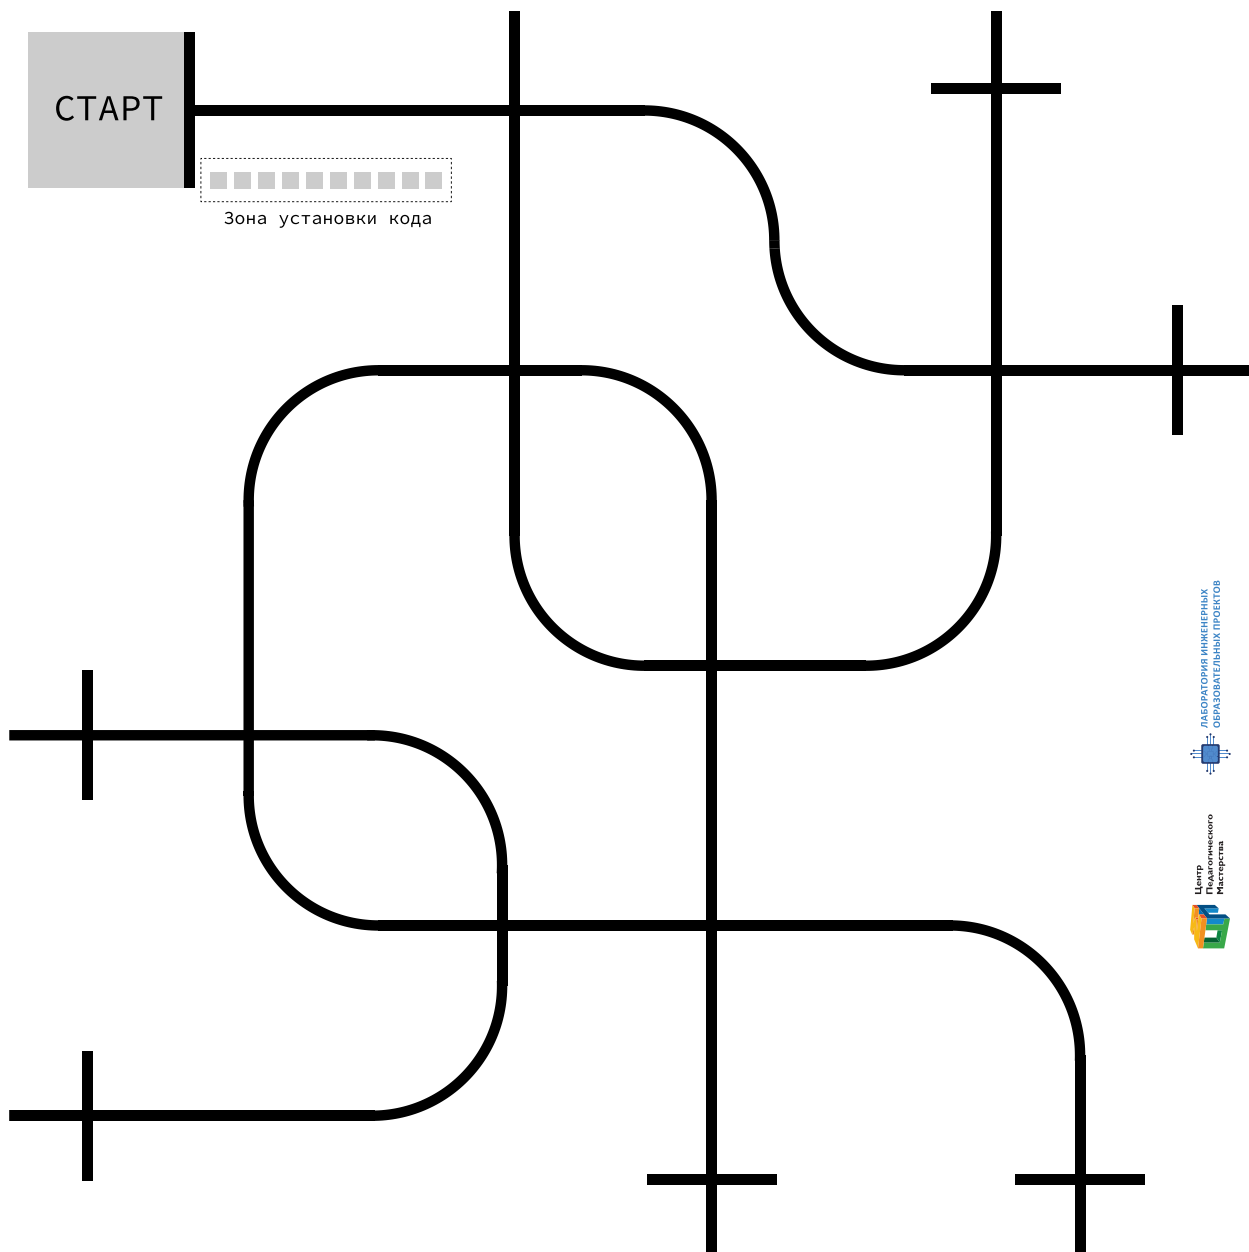 СТАРТ
Зона установки кода
ЛАБОРАТОРИЯ ИНЖЕНЕРНЫХ
ОБРАЗОВАТЕЛЬНЫХ ПРОЕКТОВ
Центр
Педагогического
Мастерства